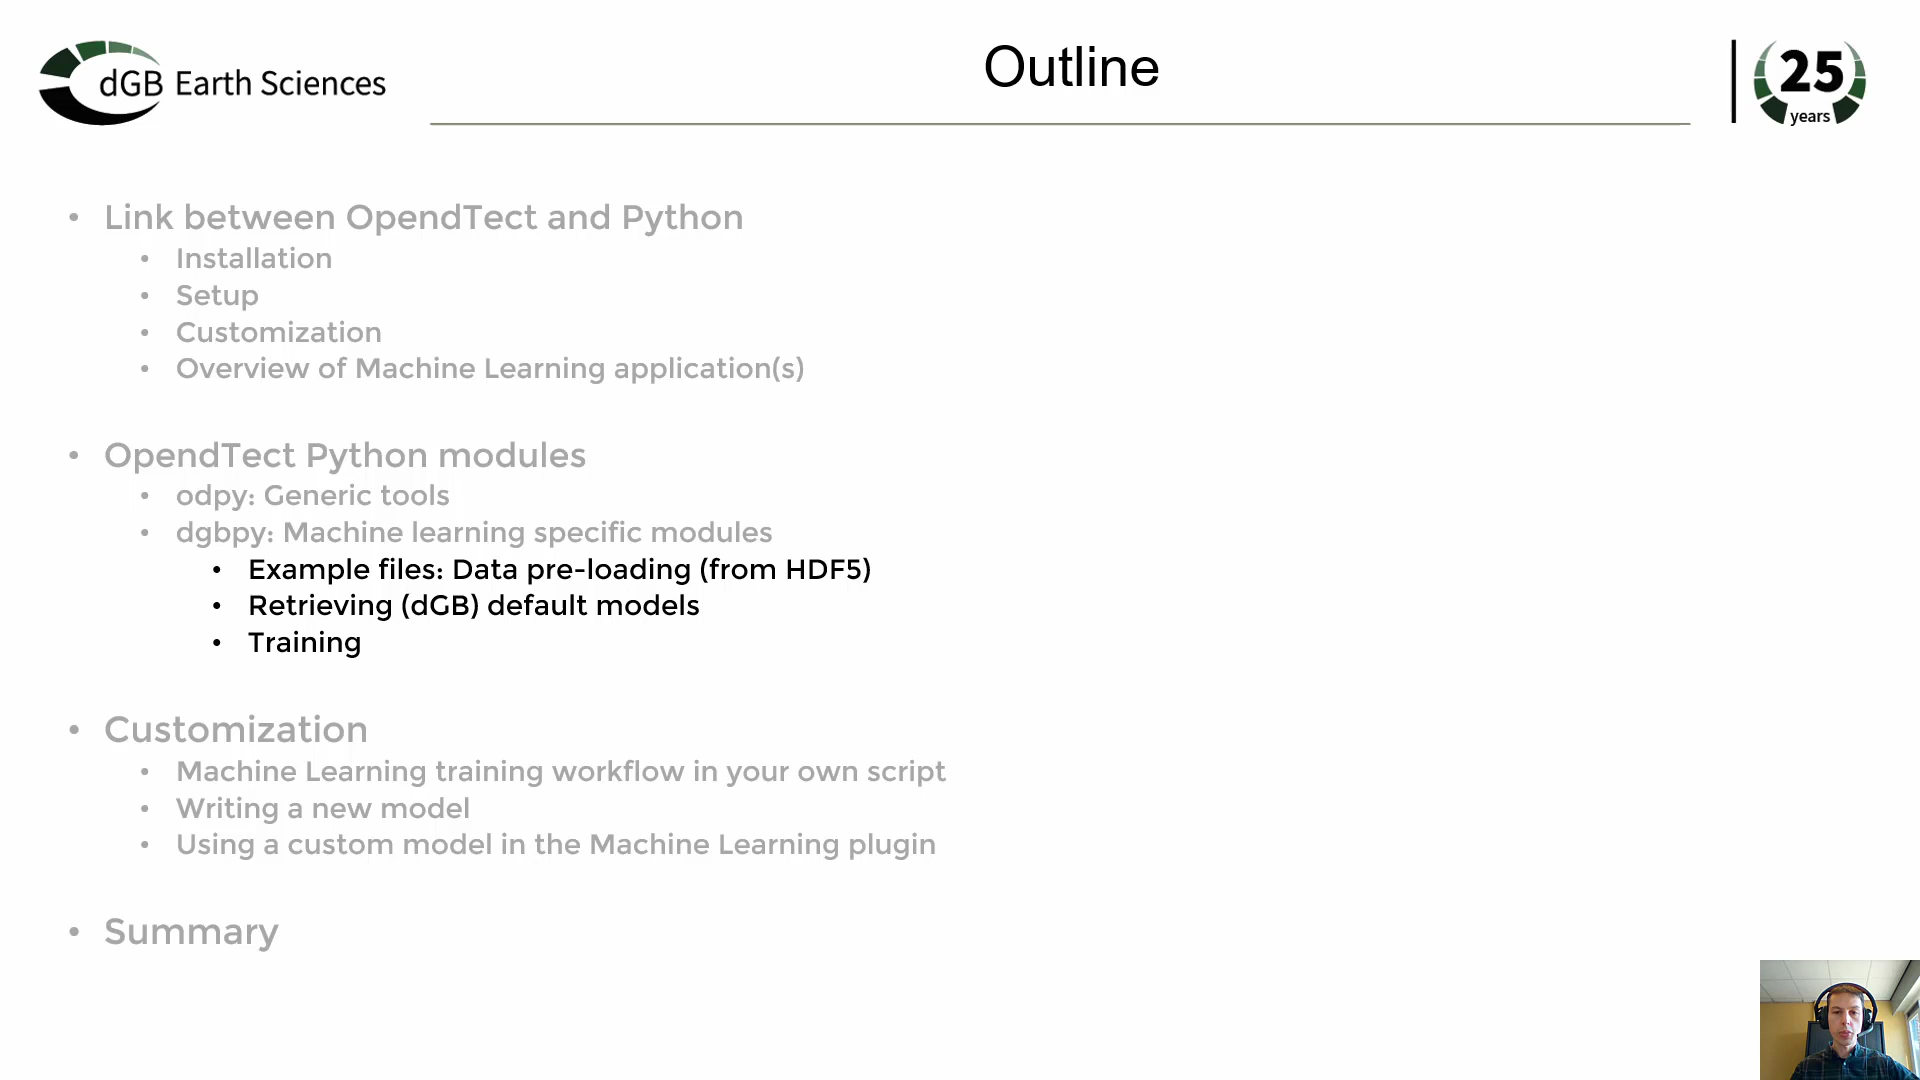 dGB Earth Sciences
Outline
25
years
• Link between OpendTect and Python
• Installation
• Setup
• Customization
• Overview of Machine Learning application(s)
• OpendTect Python modules
• odpy: Generic tools
• dgbpy: Machine learning specific modules
• Example files: Data pre-loading (from HDF5)
• Retrieving (dGB) default models
• Training
• Customization
• Machine Learning training workflow in your own script
• Writing a new model
• Using a custom model in the Machine Learning plugin
• Summary